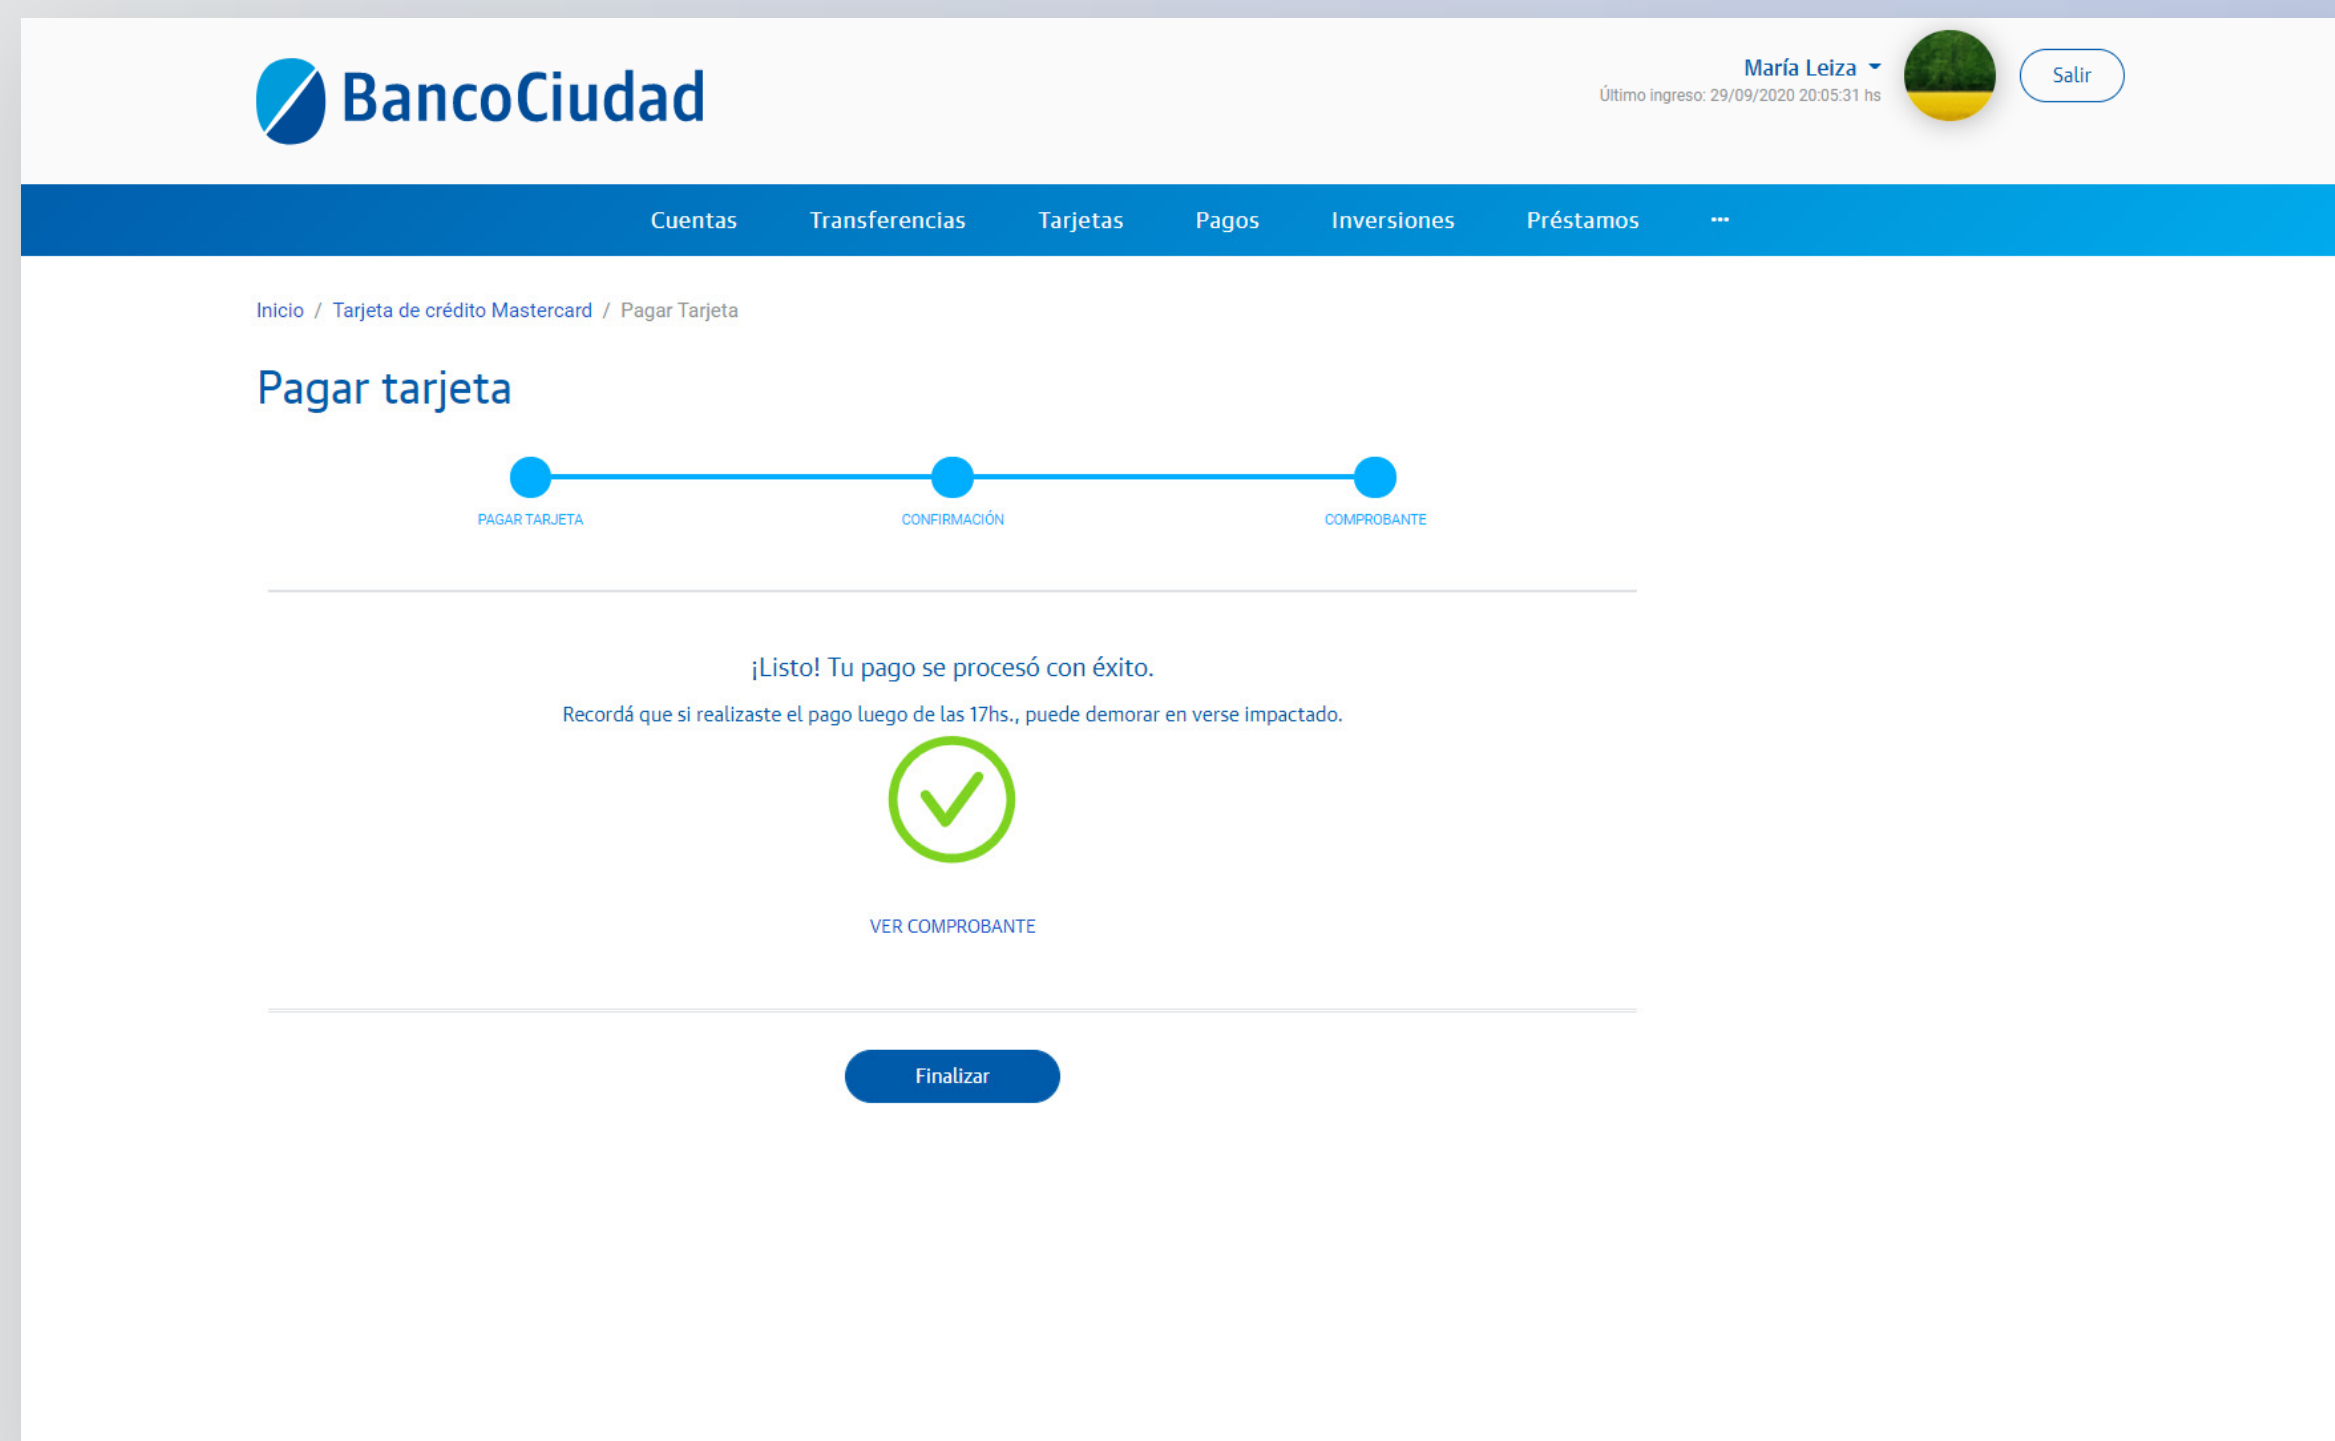 BancoCiudad
María Leiza
Último ingreso: 29/09/2020 20:05:31 hs
Salir
Cuentas Transferencias Tarjetas Pagos Inversiones Préstamos ...
Inicio / Tarjeta de crédito Mastercard / Pagar Tarjeta
Pagar tarjeta
PAGAR TARJETA CONFIRMACIÓN COMPROBANTE
¡Listo! Tu pago se procesó con éxito.
Recordá que si realizaste el pago luego de las 17hs., puede demorar en verse impactado.
VER COMPROBANTE
Finalizar